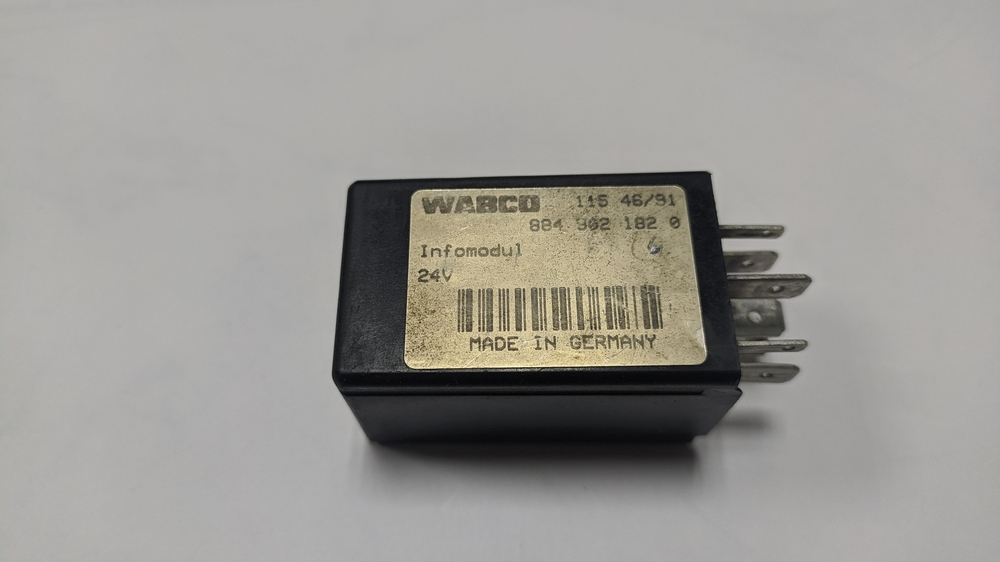 WABCO 115 46/91
884 902 182 0
Infomodul
24V
MADE IN GERMANY